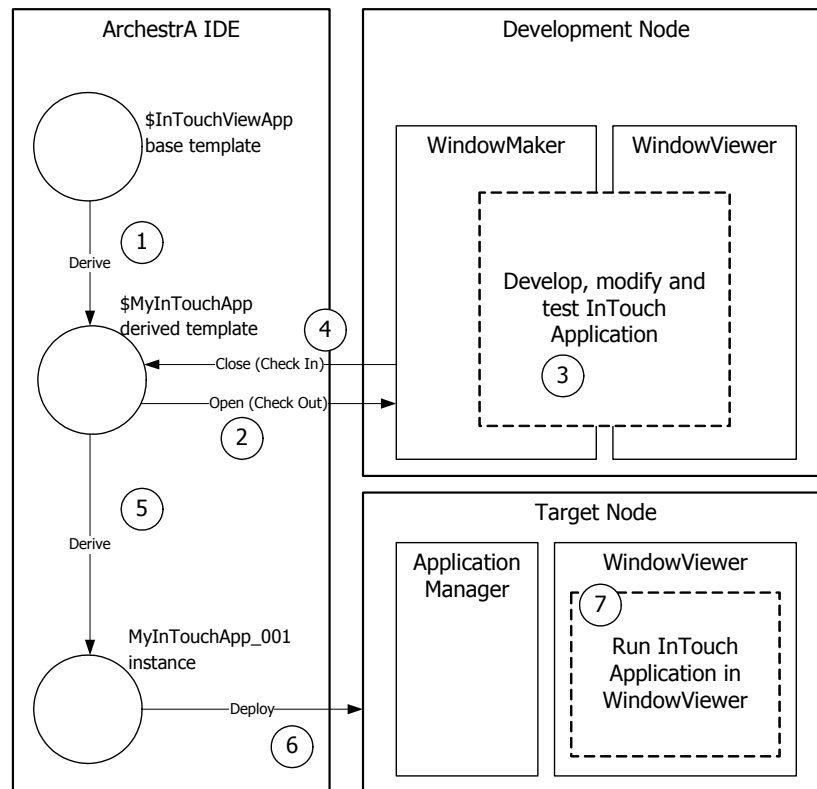 ArchestrA IDE
$InTouchViewApp
base template
1
Derive
$MyInTouchApp
derived template
4
Close (Check In)
Open (Check Out)
2
5
Derive
MyInTouchApp_001
instance
Deploy
6
Development Node
WindowMaker
WindowViewer
Develop, modify and
test InTouch
Application
3
Target Node
Application
Manager
WindowViewer
7
Run InTouch
Application in
WindowViewer